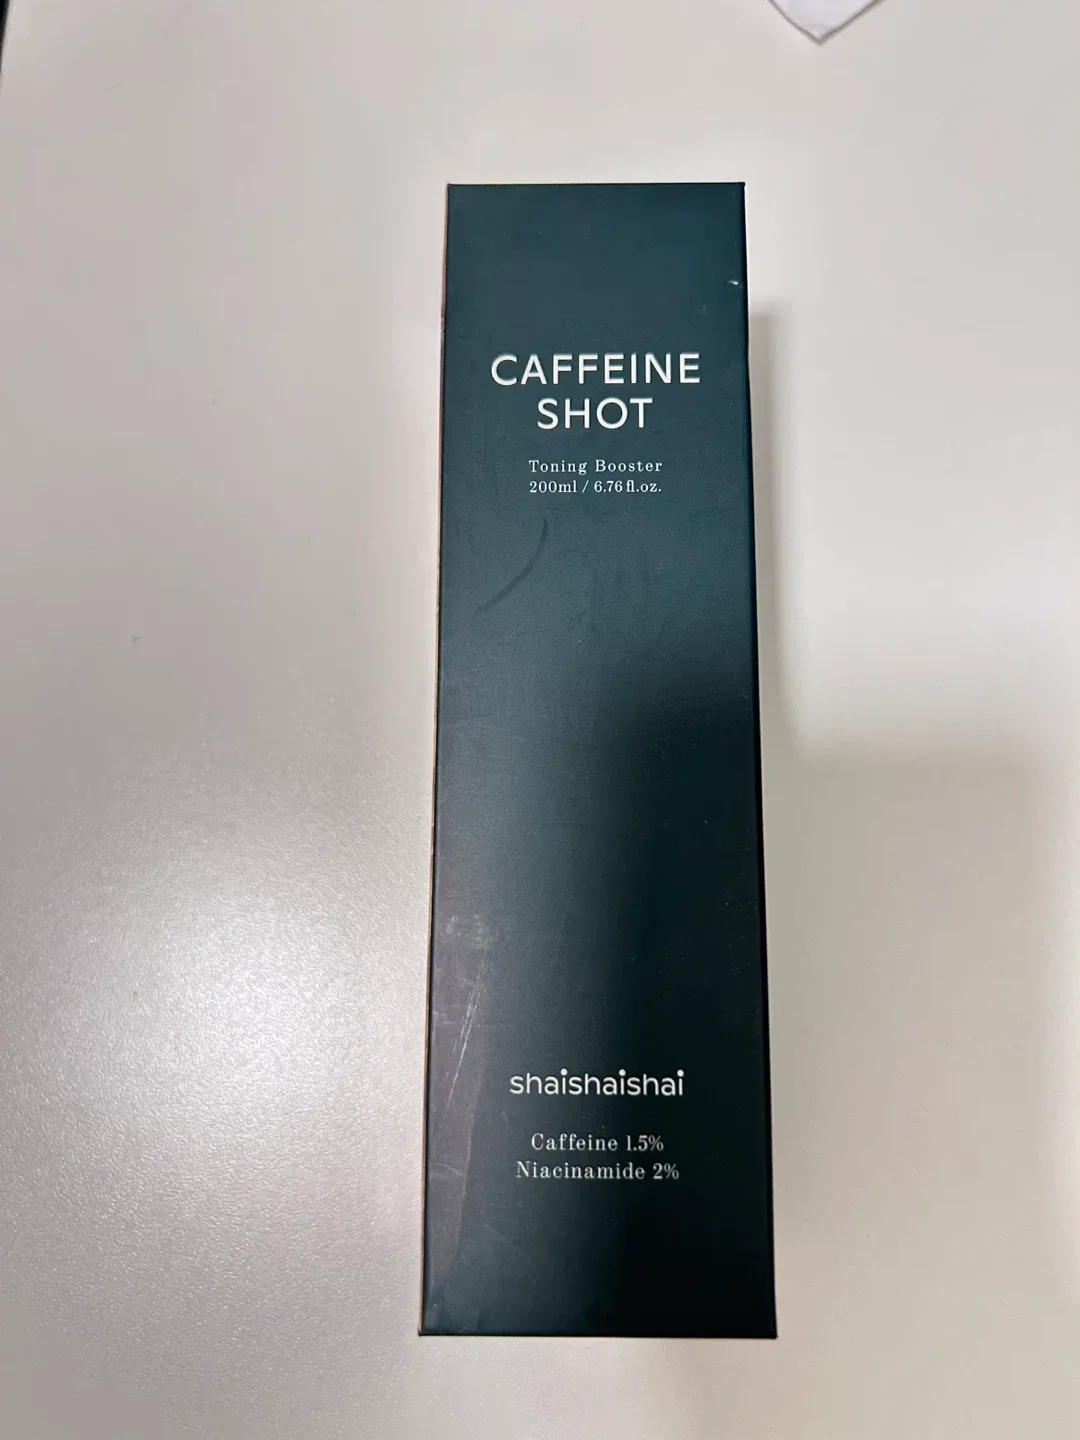 CAFFEINE
SHOT
Toning Booster
200ml / 6.76 fl.oz.
shaishaishai
Caffeine 1.5%
Niacinamide 2%